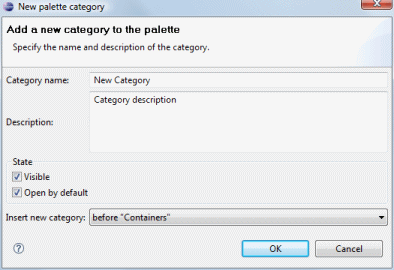 New palette category
Add a new category to the palette
Specify the name and description of the category.
Category name: New Category
Description: Category description
State
Visible
Open by default
Insert new category: before "Containers"
? OK Cancel